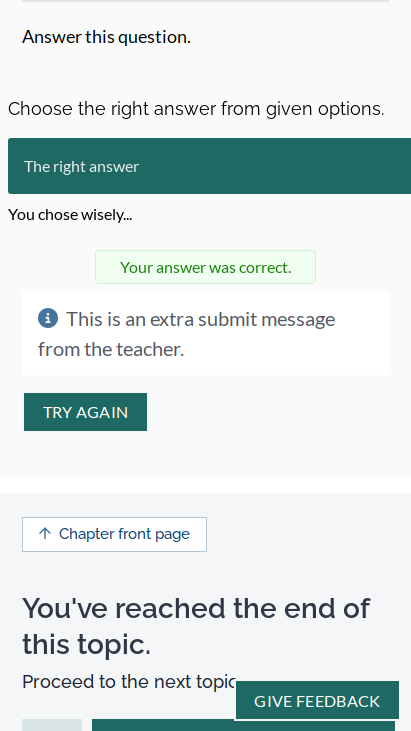 Answer this question.
Choose the right answer from given options.
The right answer
You chose wisely...
Your answer was correct.
This is an extra submit message
from the teacher.
TRY AGAIN
Chapter front page
You've reached the end of
this topic.
Proceed to the next topic
GIVE FEEDBACK